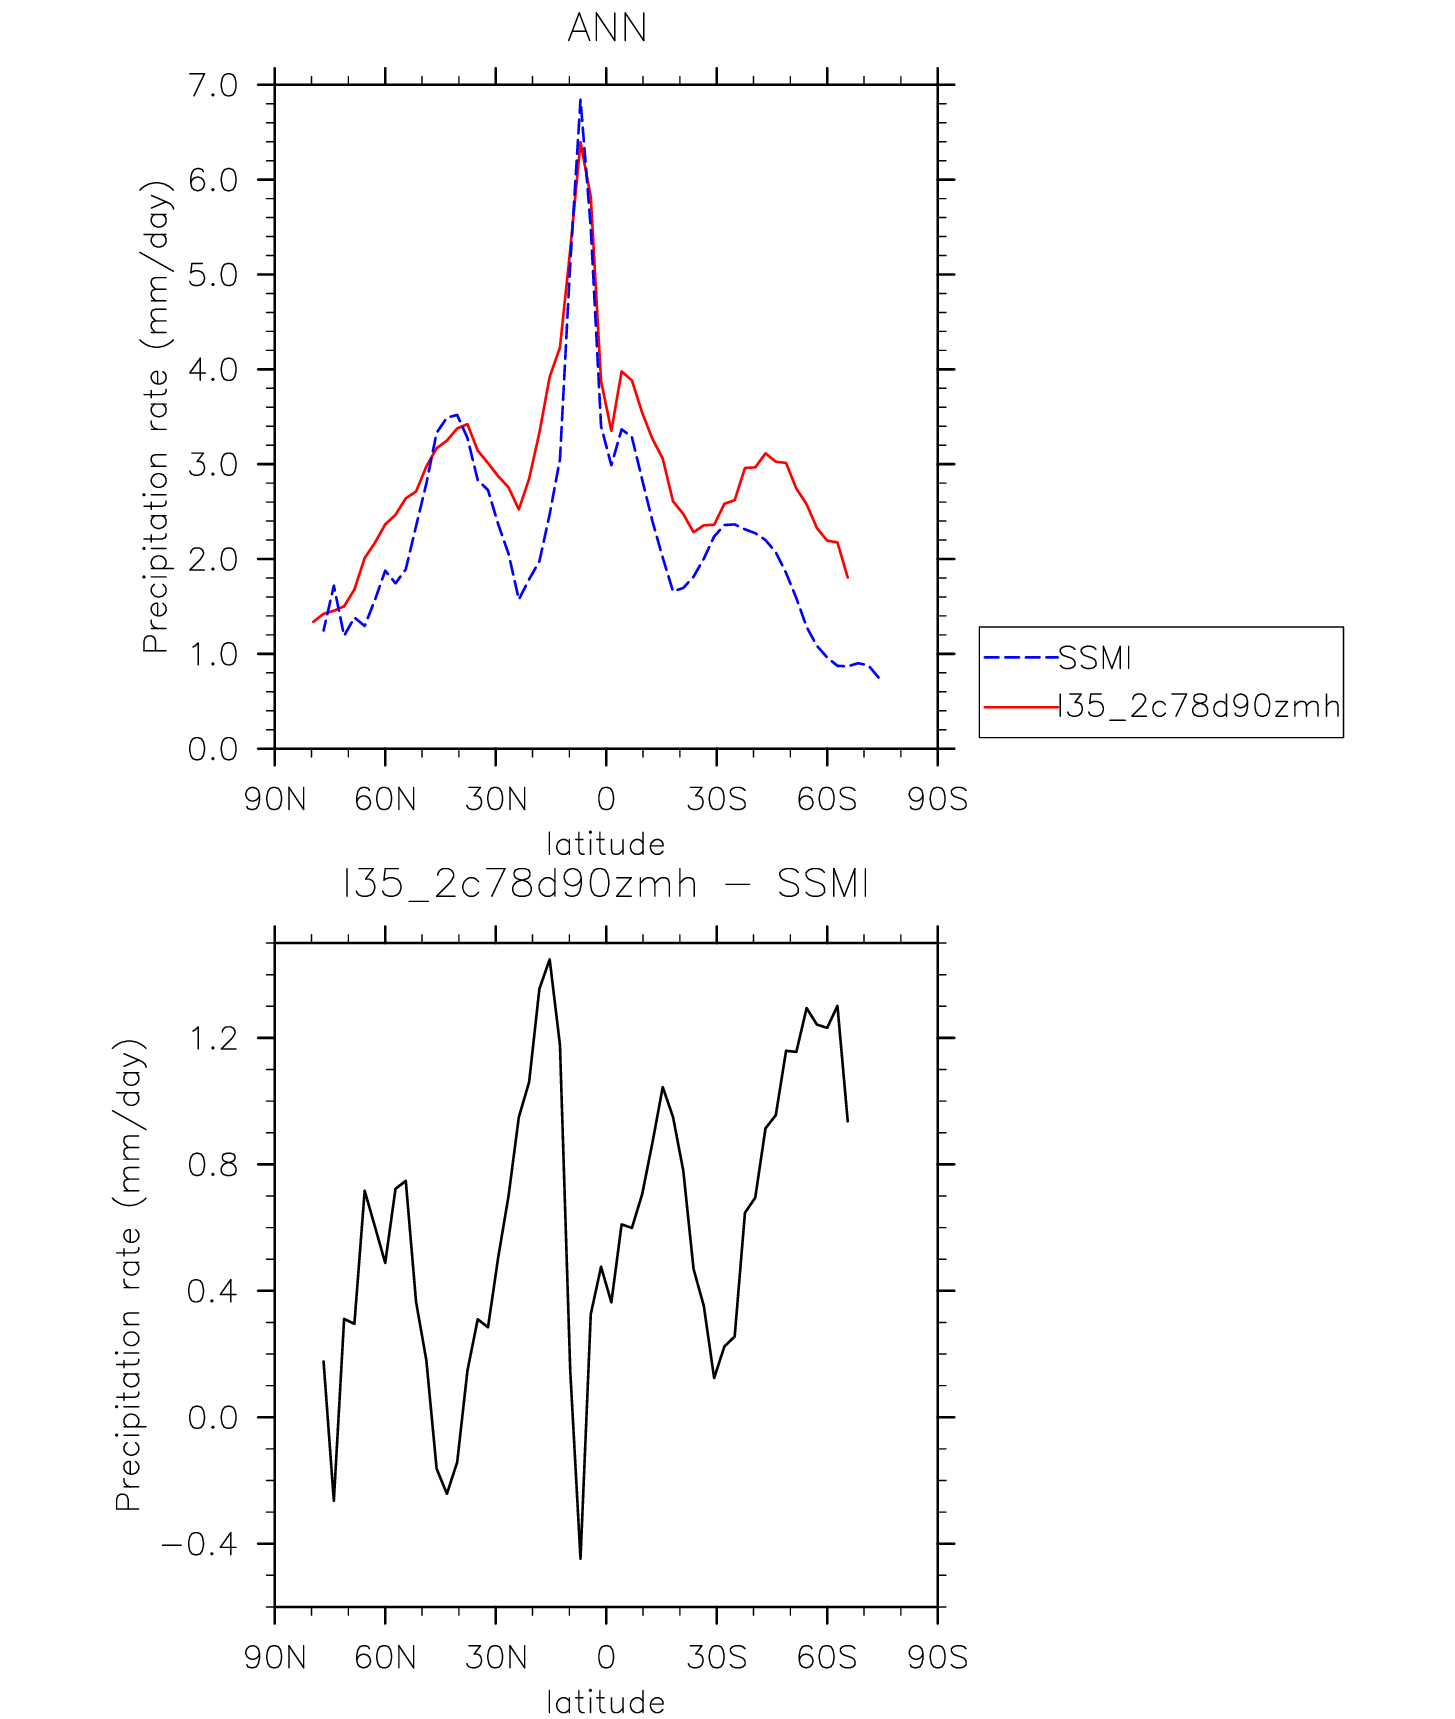 ANN
7.0
6.0
5.0
4.0
3.0
2.0
1.0
0.0
Precipitation rate (mm/day)
90N 60N 30N 0 30S 60S 90S
latitude
SSMI
I35_2c78d90zmh
I35_2c78d90zmh − SSMI
1.2
0.8
0.4
0.0
−0.4
Precipitation rate (mm/day)
90N 60N 30N 0 30S 60S 90S
latitude